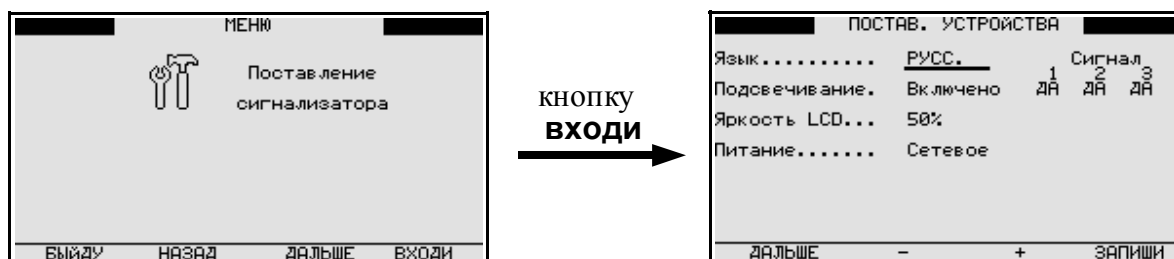 МЕНЮ
Поставление
сигнализатора
БЫЙДУ НАЗАД ДАЛЬШЕ ВХОДИ
кнопку
ВХОДИ
ПОСТАВ. УСТРОЙСТВА
Язык.......... РУСС. Сигнал
1 2 3
Подсвечивание. Включено ДА ДА ДА
Яркость LCD... 50%
Питание....... Сетевое
ДАЛЬШЕ - + ЗАПИШИ